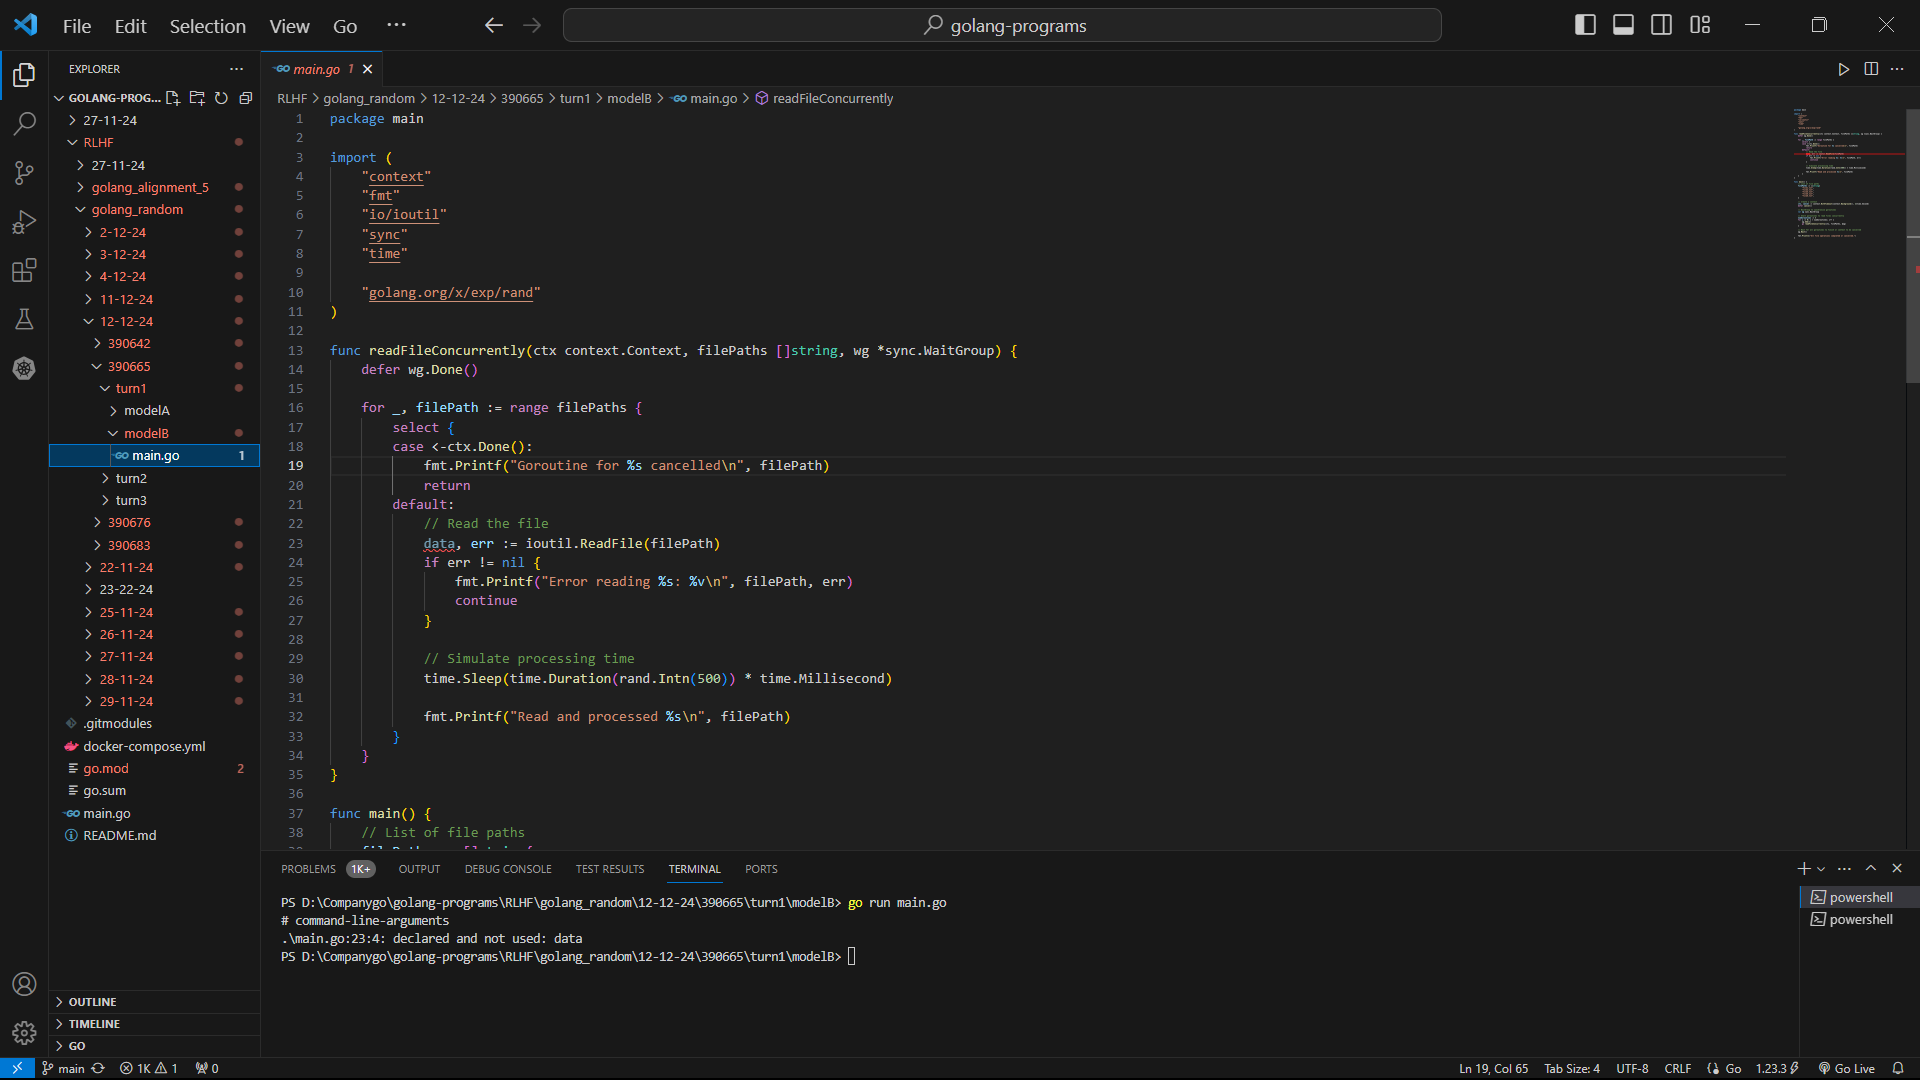 File Edit Selection View Go ···
golang-programs
EXPLORER
GOLANG-PROG...
27-11-24
RLHF
27-11-24
golang_alignment_5
golang_random
2-12-24
3-12-24
4-12-24
11-12-24
12-12-24
390642
390665
turn1
modelA
modelB
main.go 1
turn2
turn3
390676
390683
22-11-24
23-22-24
25-11-24
26-11-24
27-11-24
28-11-24
29-11-24
.gitmodules
docker-compose.yml
go.mod 2
go.sum
main.go
README.md
OUTLINE
TIMELINE
GO
main.go 1
RLHF > golang_random > 12-12-24 > 390665 > turn1 > modelB > main.go > readFileConcurrently
1 package main
2
3 import (
4 "context"
5 "fmt"
6 "io/ioutil"
7 "sync"
8 "time"
9
10 "golang.org/x/exp/rand"
11 )
12
13 func readFileConcurrently(ctx context.Context, filePaths []string, wg *sync.WaitGroup) {
14 defer wg.Done()
15
16 for _, filePath := range filePaths {
17 select {
18 case <-ctx.Done():
19 fmt.Printf("Goroutine for %s cancelled\n", filePath)
20 return
21 default:
22 // Read the file
23 data, err := ioutil.ReadFile(filePath)
24 if err != nil {
25 fmt.Printf("Error reading %s: %v\n", filePath, err)
26 continue
27 }
28
29 // Simulate processing time
30 time.Sleep(time.Duration(rand.Intn(500)) * time.Millisecond)
31
32 fmt.Printf("Read and processed %s\n", filePath)
33 }
34 }
35 }
36
37 func main() {
38 // List of file paths
PROBLEMS 1K+ OUTPUT DEBUG CONSOLE TEST RESULTS TERMINAL PORTS
PS D:\Companygo\golang-programs\RLHF\golang_random\12-12-24\390665\turn1\modelB> go run main.go
# command-line-arguments
.\main.go:23:4: declared and not used: data
PS D:\Companygo\golang-programs\RLHF\golang_random\12-12-24\390665\turn1\modelB>
powershell
powershell
main 1K 1 0
Ln 19, Col 65 Tab Size: 4 UTF-8 CRLF Go 1.23.3 Go Live